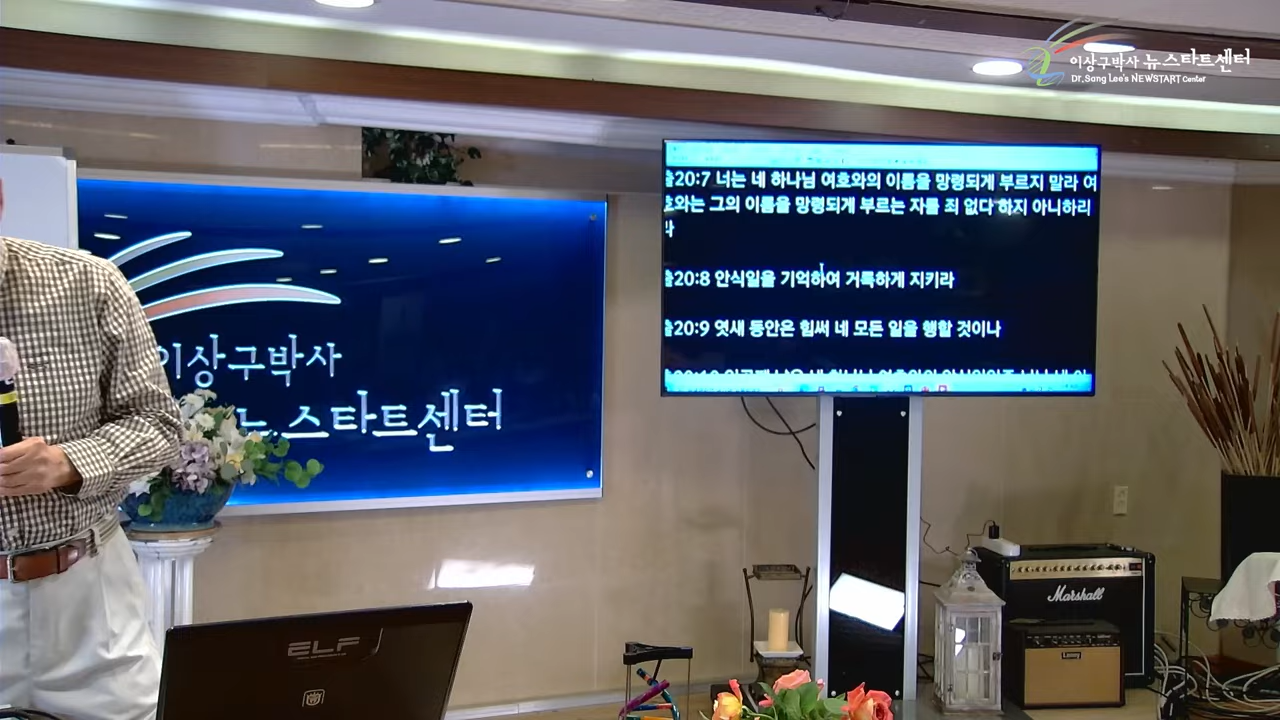 이상구박사 뉴스타트센터
Dr. Sang Lee's NEWSTART Center
출20:7 너는 네 하나님 여호와의 이름을 망령되게 부르지 말라 여
호와는 그의 이름을 망령되게 부르는 자를 죄 없다 하지 아니하리
라
출20:8 안식일을 기억하여 거룩하게 지키라
출20:9 엿새 동안은 힘써 네 모든 일을 행할 것이나
이상구박사
뉴스타트센터
ELF
Marshall
Laney